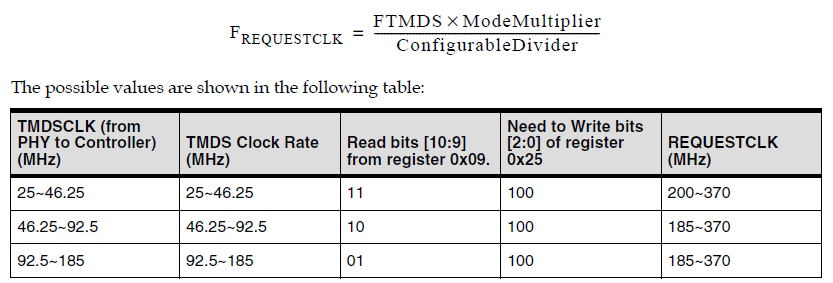 F_REQUESTCLK = FTMDS × ModeMultiplier / ConfigurableDivider
The possible values are shown in the following table:
TMDSCLK (from PHY to Controller) (MHz) | TMDS Clock Rate (MHz) | Read bits [10:9] from register 0x09. | Need to Write bits [2:0] of register 0x25 | REQUESTCLK (MHz)
25~46.25 | 25~46.25 | 11 | 100 | 200~370
46.25~92.5 | 46.25~92.5 | 10 | 100 | 185~370
92.5~185 | 92.5~185 | 01 | 100 | 185~370